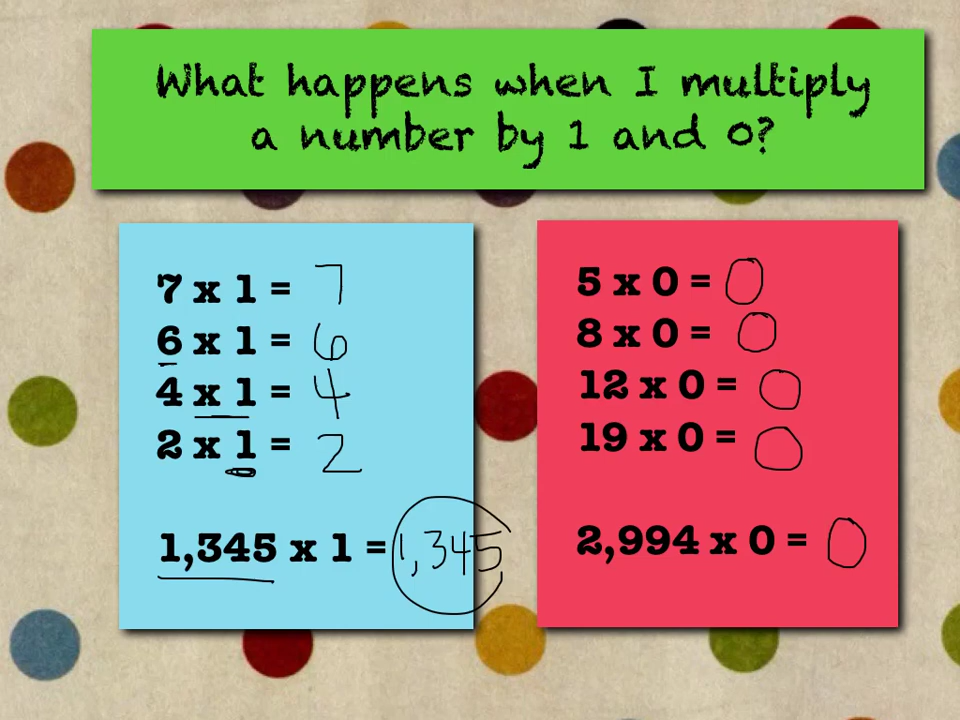 What happens when I multiply
a number by 1 and 0?
7 x 1 = 7
6 x 1 = 6
4 x 1 = 4
2 x 1 = 2
1,345 x 1 = 1,345
5 x 0 = 0
8 x 0 = 0
12 x 0 = 0
19 x 0 = 0
2,994 x 0 = 0